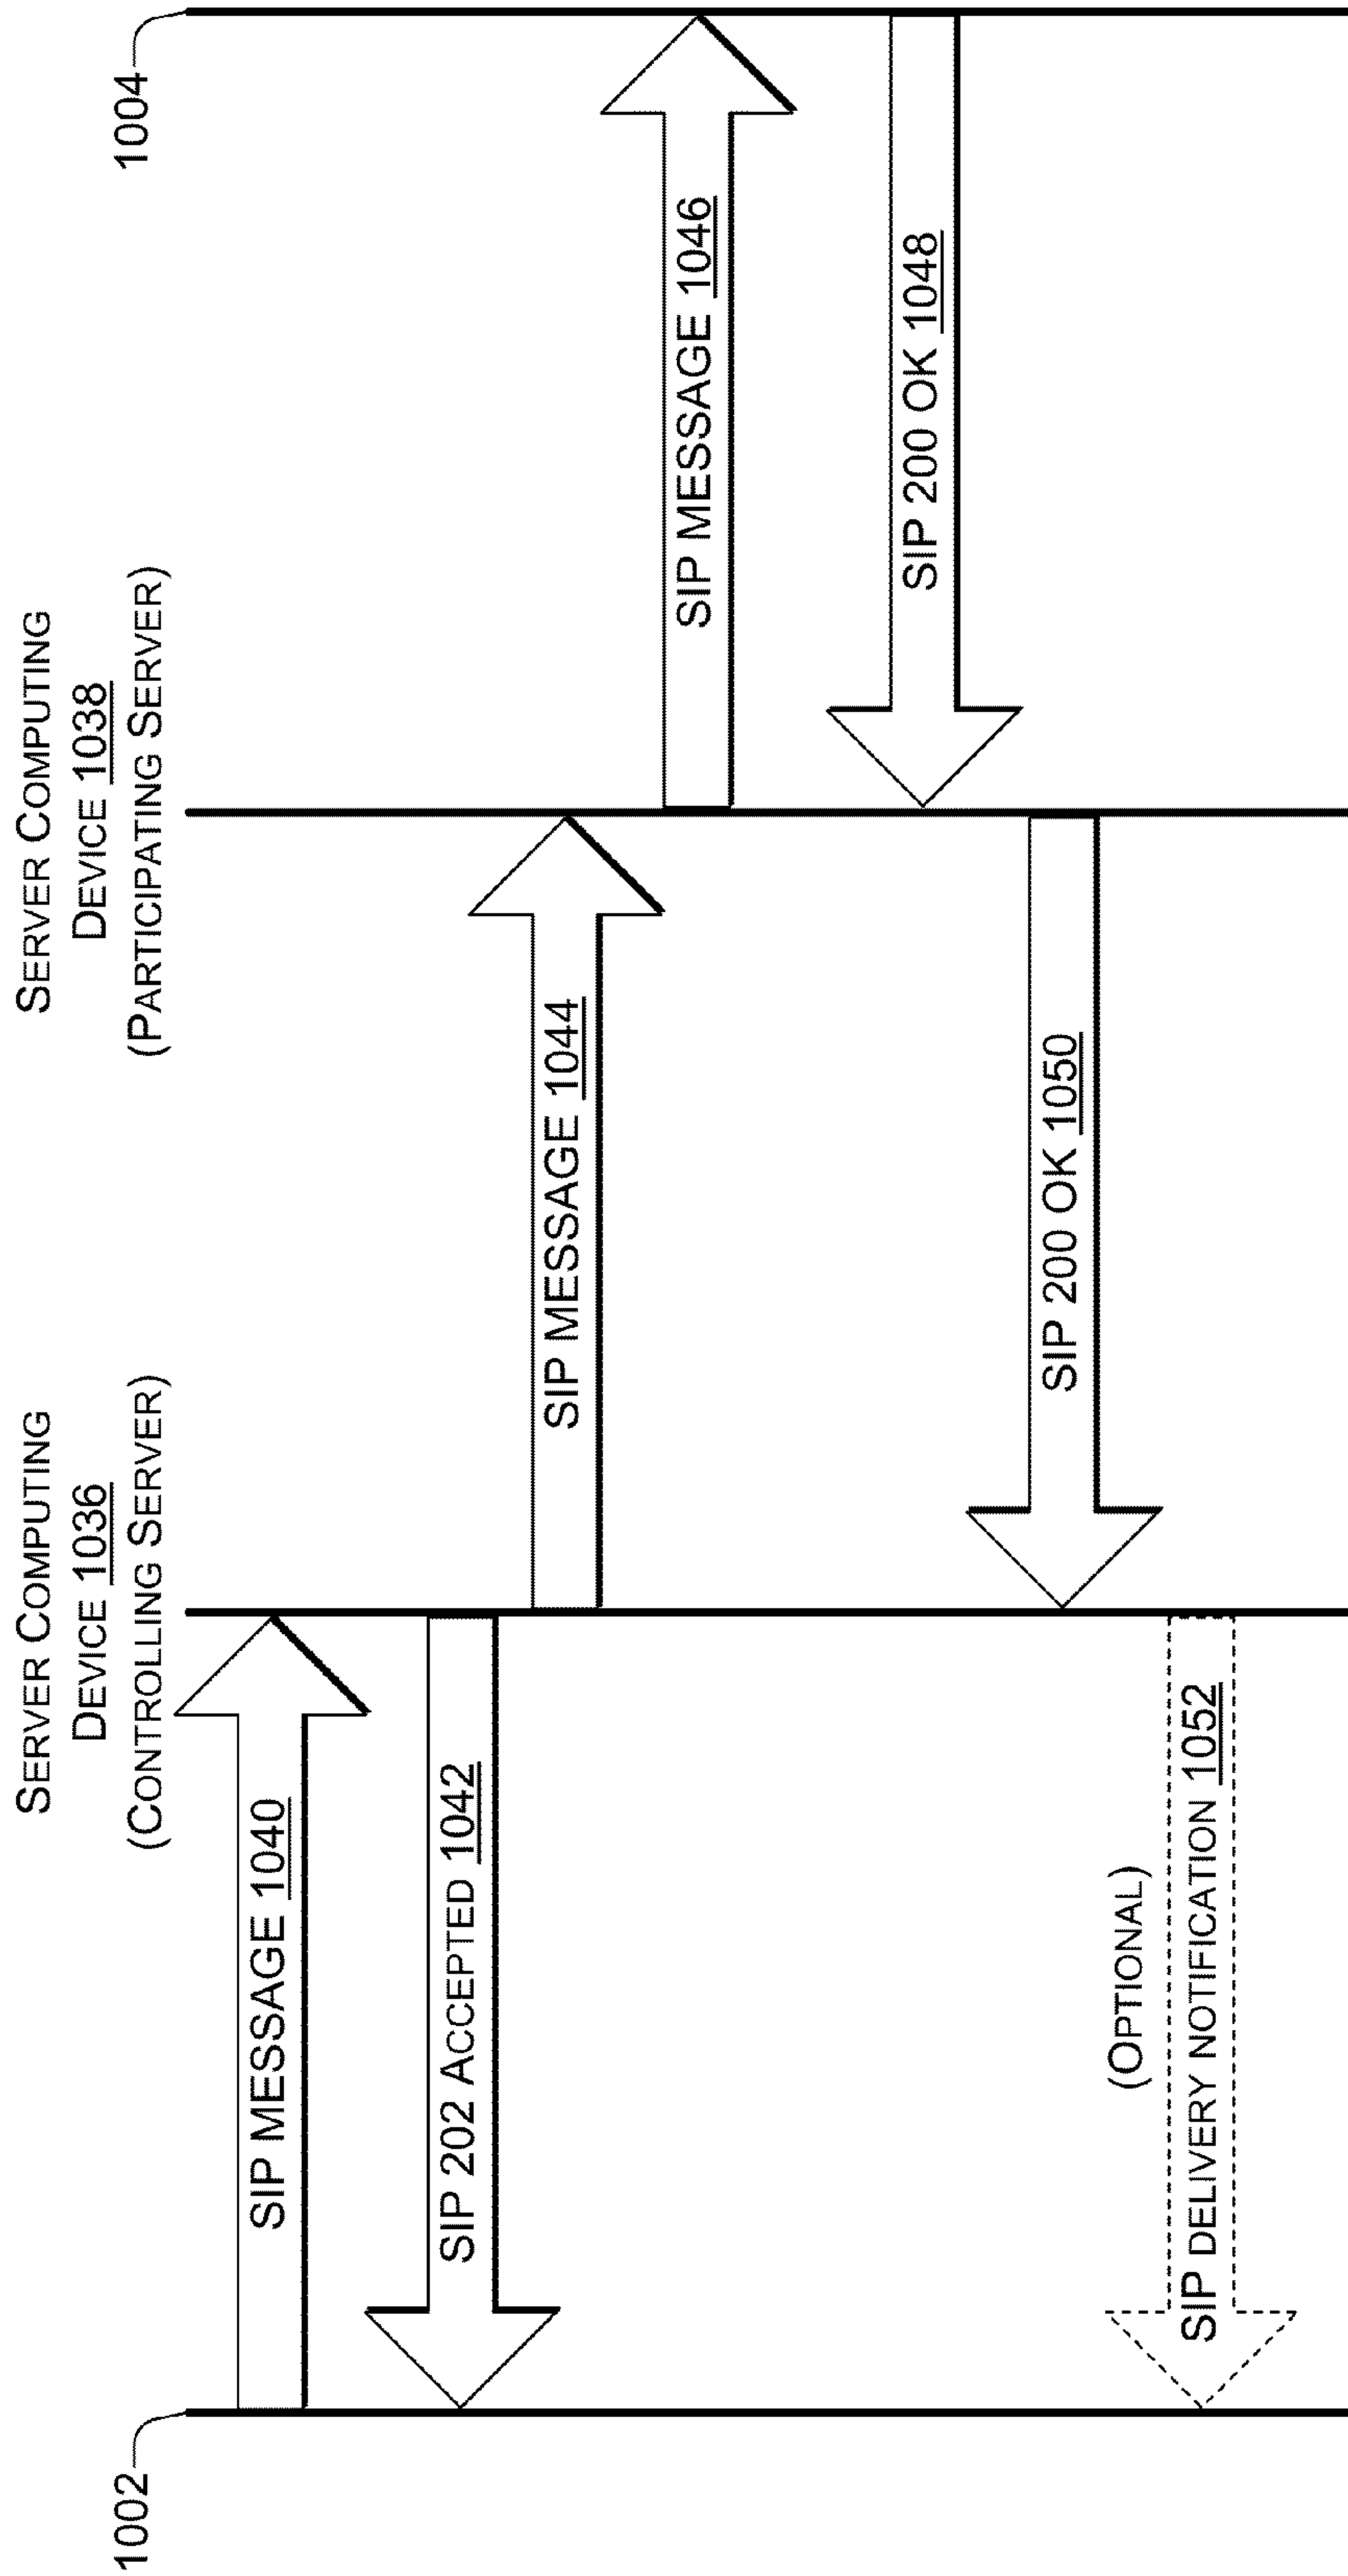 1002
SERVER COMPUTING
DEVICE 1036
(CONTROLLING SERVER)
SERVER COMPUTING
DEVICE 1038
(PARTICIPATING SERVER)
1004
SIP MESSAGE 1040
SIP 202 ACCEPTED 1042
SIP MESSAGE 1044
SIP MESSAGE 1046
SIP 200 OK 1048
SIP 200 OK 1050
(OPTIONAL)
SIP DELIVERY NOTIFICATION 1052